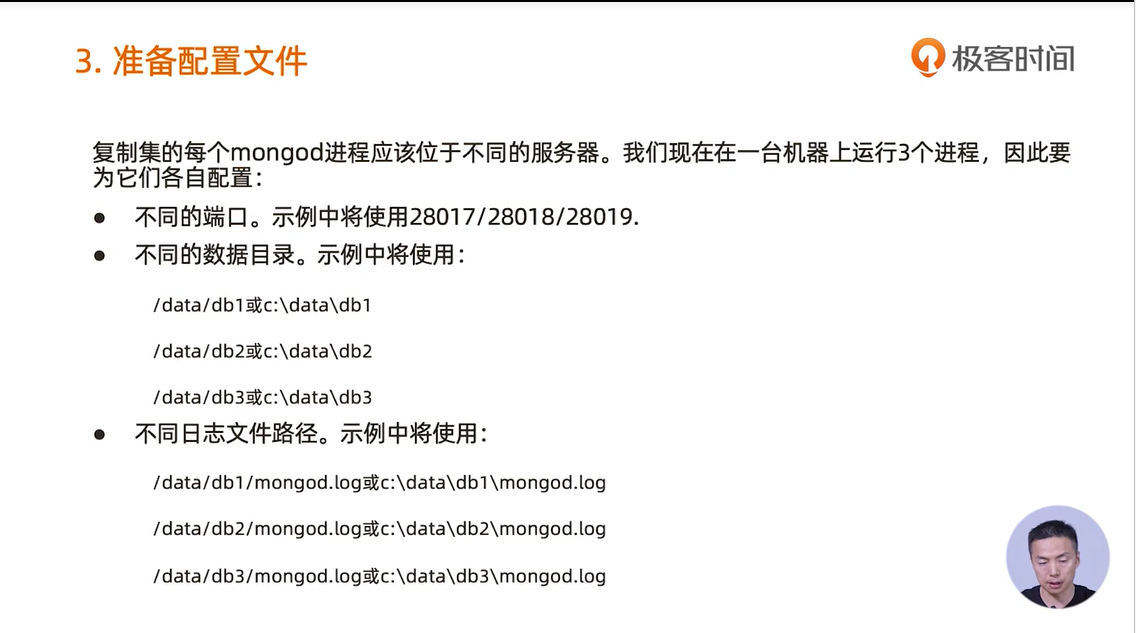 3. 准备配置文件
极客时间
复制集的每个mongod进程应该位于不同的服务器。我们现在在一台机器上运行3个进程，因此要
为它们各自配置：
● 不同的端口。示例中将使用28017/28018/28019.
● 不同的数据目录。示例中将使用：
/data/db1或c:\data\db1
/data/db2或c:\data\db2
/data/db3或c:\data\db3
● 不同日志文件路径。示例中将使用：
/data/db1/mongod.log或c:\data\db1\mongod.log
/data/db2/mongod.log或c:\data\db2\mongod.log
/data/db3/mongod.log或c:\data\db3\mongod.log